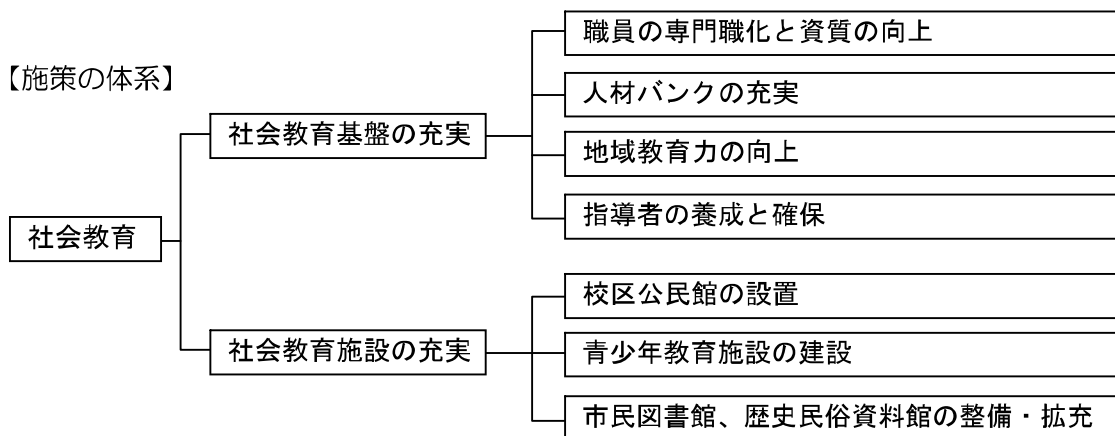 【施策の体系】
社会教育
社会教育基盤の充実
職員の専門職化と資質の向上
人材バンクの充実
地域教育力の向上
指導者の養成と確保
社会教育施設の充実
校区公民館の設置
青少年教育施設の建設
市民図書館、歴史民俗資料館の整備・拡充